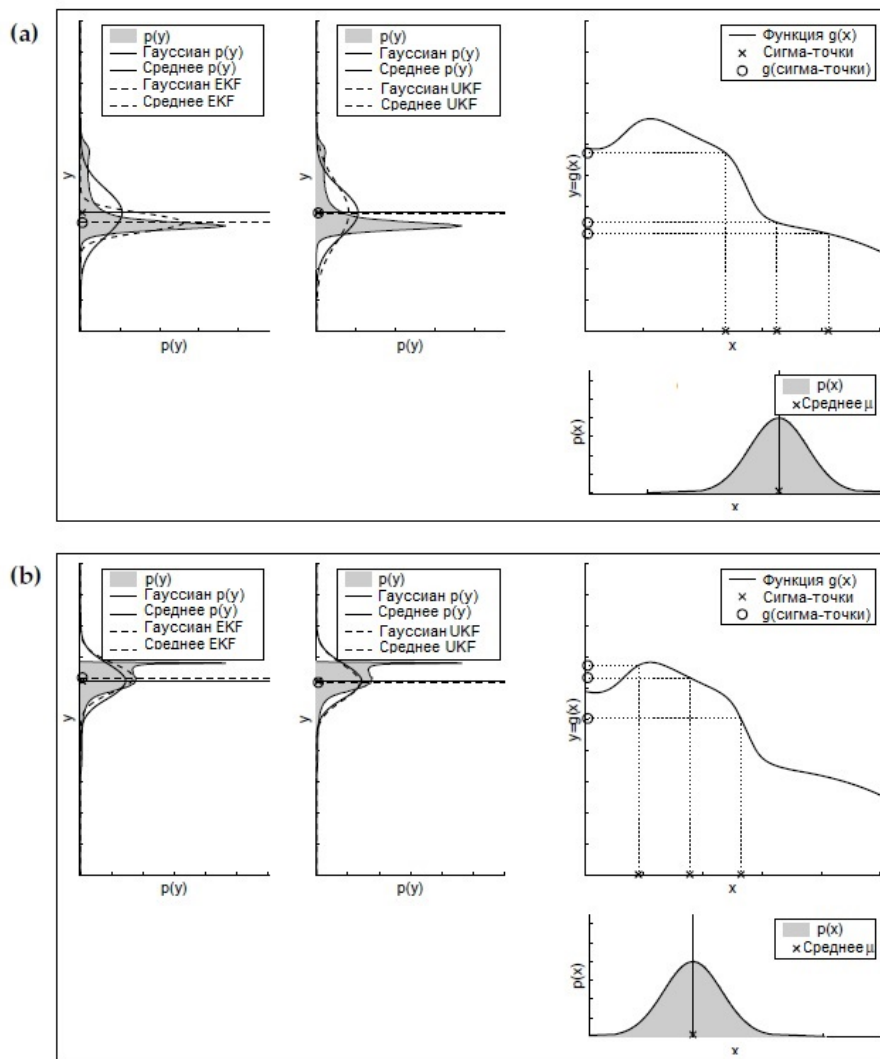 (a)
p(y)
Гауссиан p(y)
Среднее p(y)
Гауссиан EKF
Среднее EKF
y
p(y)
p(y)
Гауссиан p(y)
Среднее p(y)
Гауссиан UKF
Среднее UKF
y
p(y)
Функция g(x)
Сигма-точки
g(сигма-точки)
y=g(x)
x
p(x)
Среднее μ
p(x)
x
(b)
p(y)
Гауссиан p(y)
Среднее p(y)
Гауссиан EKF
Среднее EKF
y
p(y)
p(y)
Гауссиан p(y)
Среднее p(y)
Гауссиан UKF
Среднее UKF
y
p(y)
Функция g(x)
Сигма-точки
g(сигма-точки)
y=g(x)
x
p(x)
Среднее μ
p(x)
x